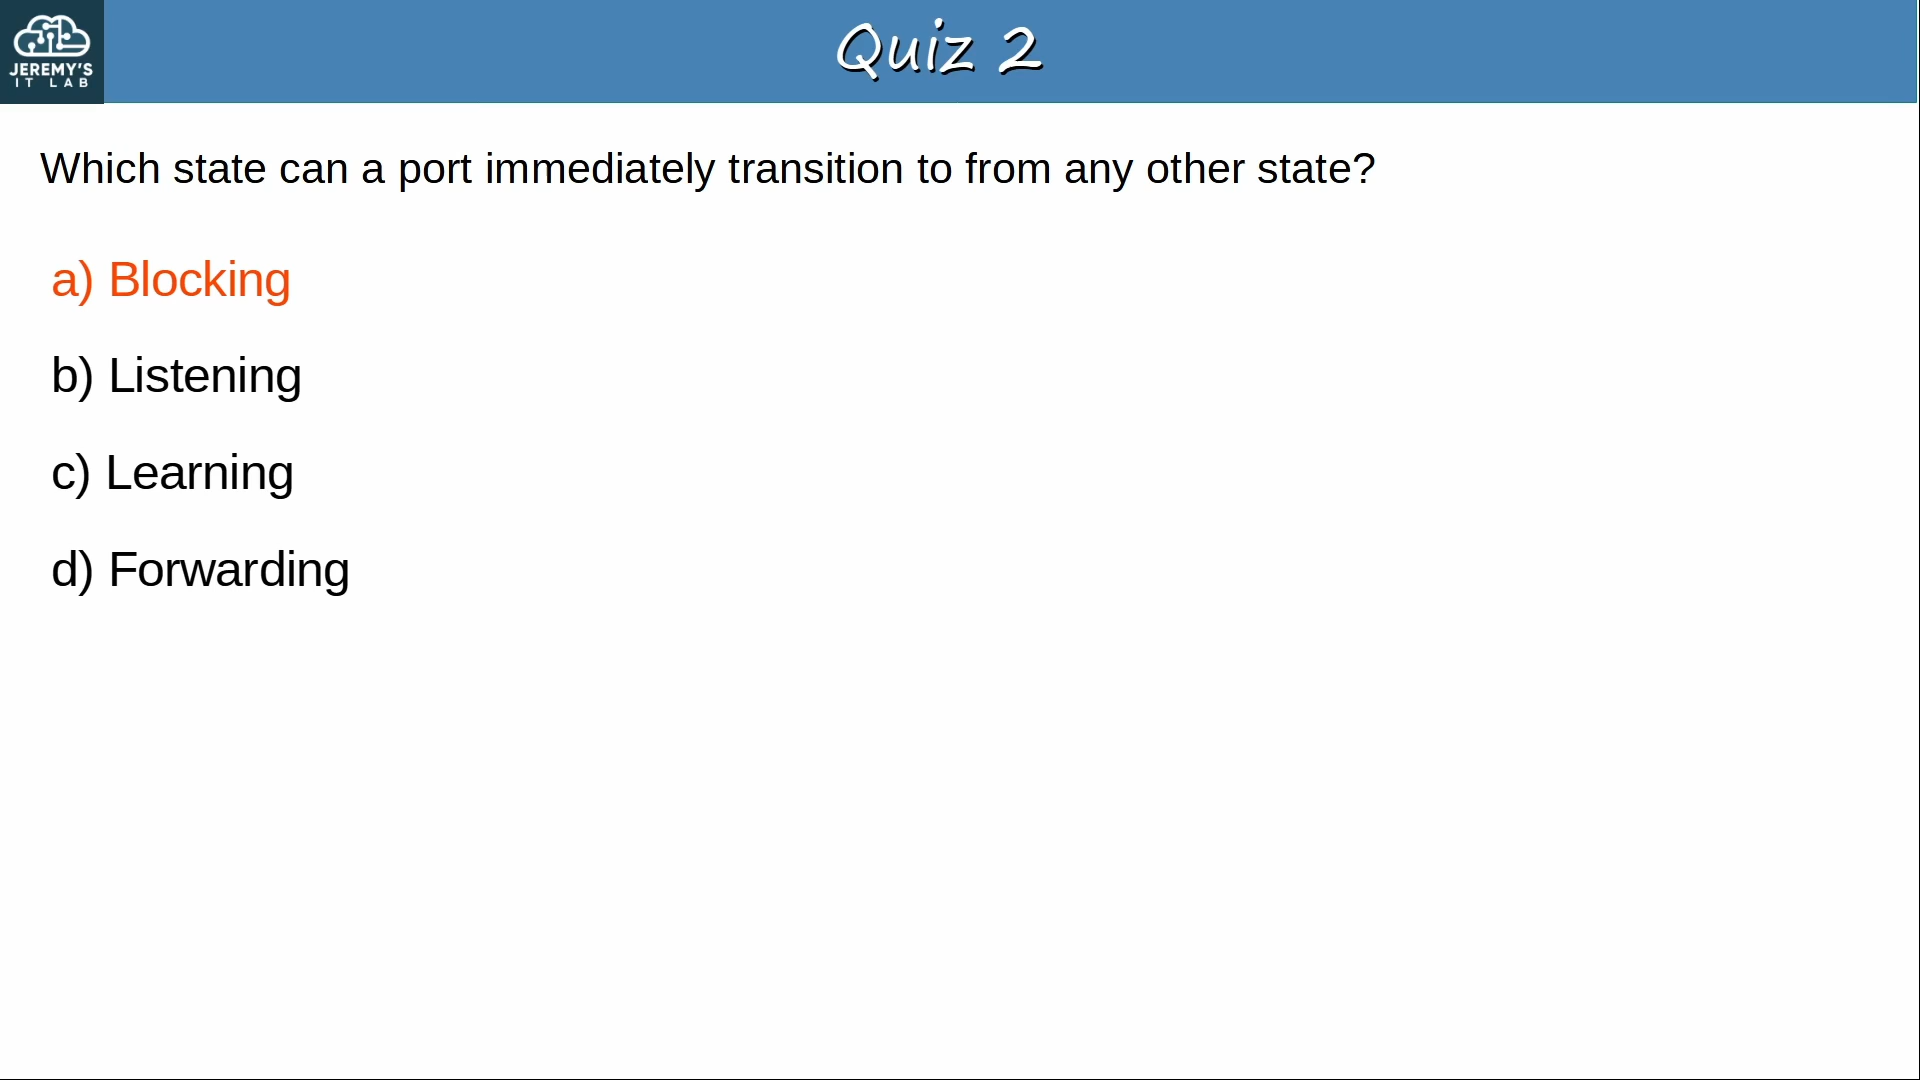 JEREMY'S
IT LAB
Quiz 2
Which state can a port immediately transition to from any other state?
a) Blocking
b) Listening
c) Learning
d) Forwarding